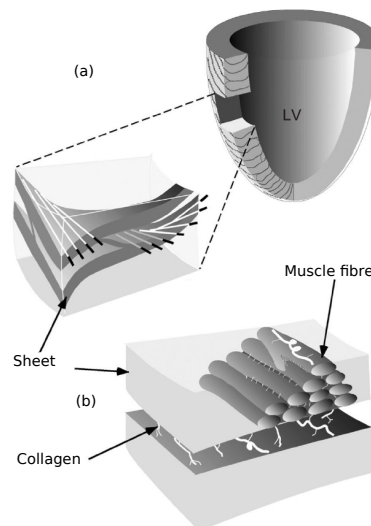 (a)
LV
Muscle fibre
Sheet
(b)
Collagen